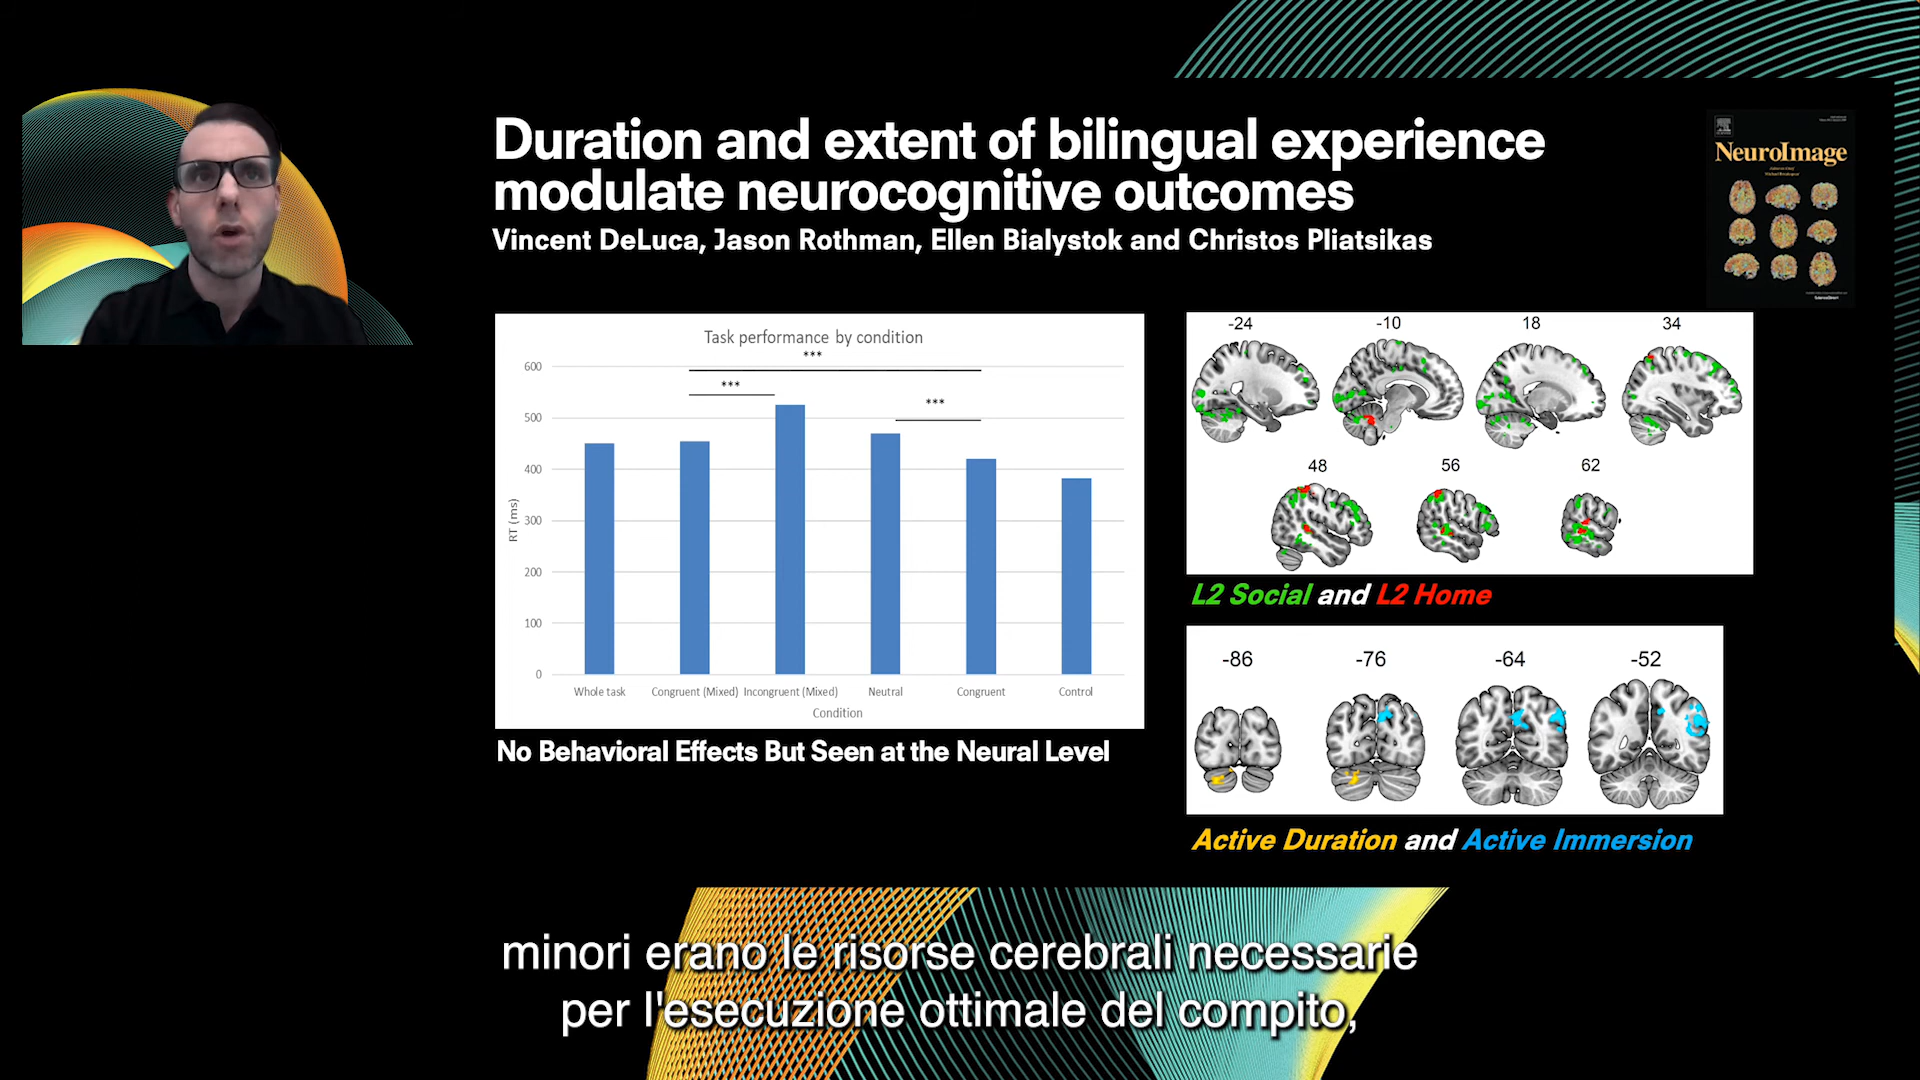 Duration and extent of bilingual experience
modulate neurocognitive outcomes
Vincent DeLuca, Jason Rothman, Ellen Bialystok and Christos Pliatsikas
NeuroImage
Task performance by condition
***
***
***
600
500
400
300
200
100
0
RT (ms)
Whole task Congruent (Mixed) Incongruent (Mixed) Neutral Congruent Control
Condition
No Behavioral Effects But Seen at the Neural Level
-24 -10 18 34
48 56 62
L2 Social and L2 Home
-86 -76 -64 -52
Active Duration and Active Immersion
minori erano le risorse cerebrali necessarie
per l'esecuzione ottimale del compito,